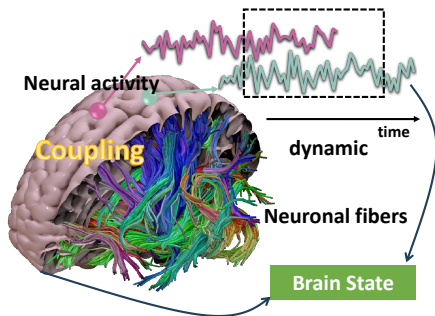 Neural activity
time
Coupling
dynamic
Neuronal fibers
Brain State